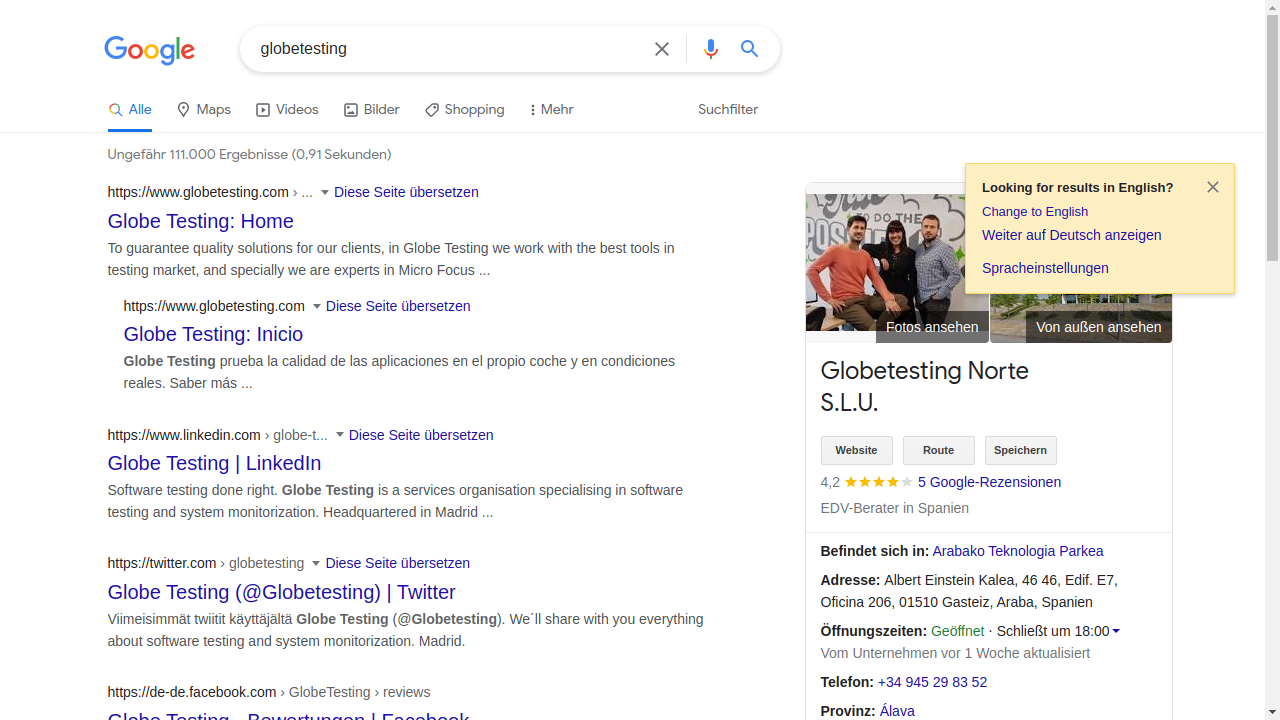 Google
globetesting
Alle
Maps
Videos
Bilder
Shopping
Mehr
Suchfilter
Ungefähr 111.000 Ergebnisse (0,91 Sekunden)
https://www.globetesting.com › ... Diese Seite übersetzen
Globe Testing: Home
To guarantee quality solutions for our clients, in Globe Testing we work with the best tools in
testing market, and specially we are experts in Micro Focus ...
https://www.globetesting.com Diese Seite übersetzen
Globe Testing: Inicio
Globe Testing prueba la calidad de las aplicaciones en el propio coche y en condiciones
reales. Saber más ...
https://www.linkedin.com › globe-t... Diese Seite übersetzen
Globe Testing | LinkedIn
Software testing done right. Globe Testing is a services organisation specialising in software
testing and system monitorization. Headquartered in Madrid ...
https://twitter.com › globetesting Diese Seite übersetzen
Globe Testing (@Globetesting) | Twitter
Viimeisimmät twiitit käyttäjältä Globe Testing (@Globetesting). We´ll share with you everything
about software testing and system monitorization. Madrid.
https://de-de.facebook.com › GlobeTesting › reviews
Globe Testing - Bewertungen | Facebook
Looking for results in English?
Change to English
Weiter auf Deutsch anzeigen
Spracheinstellungen
TO DO THE
Fotos ansehen
Von außen ansehen
Globetesting Norte
S.L.U.
Website
Route
Speichern
4,2 5 Google-Rezensionen
EDV-Berater in Spanien
Befindet sich in: Arabako Teknologia Parkea
Adresse: Albert Einstein Kalea, 46 46, Edif. E7,
Oficina 206, 01510 Gasteiz, Araba, Spanien
Öffnungszeiten: Geöffnet · Schließt um 18:00
Vom Unternehmen vor 1 Woche aktualisiert
Telefon: +34 945 29 83 52
Provinz: Álava